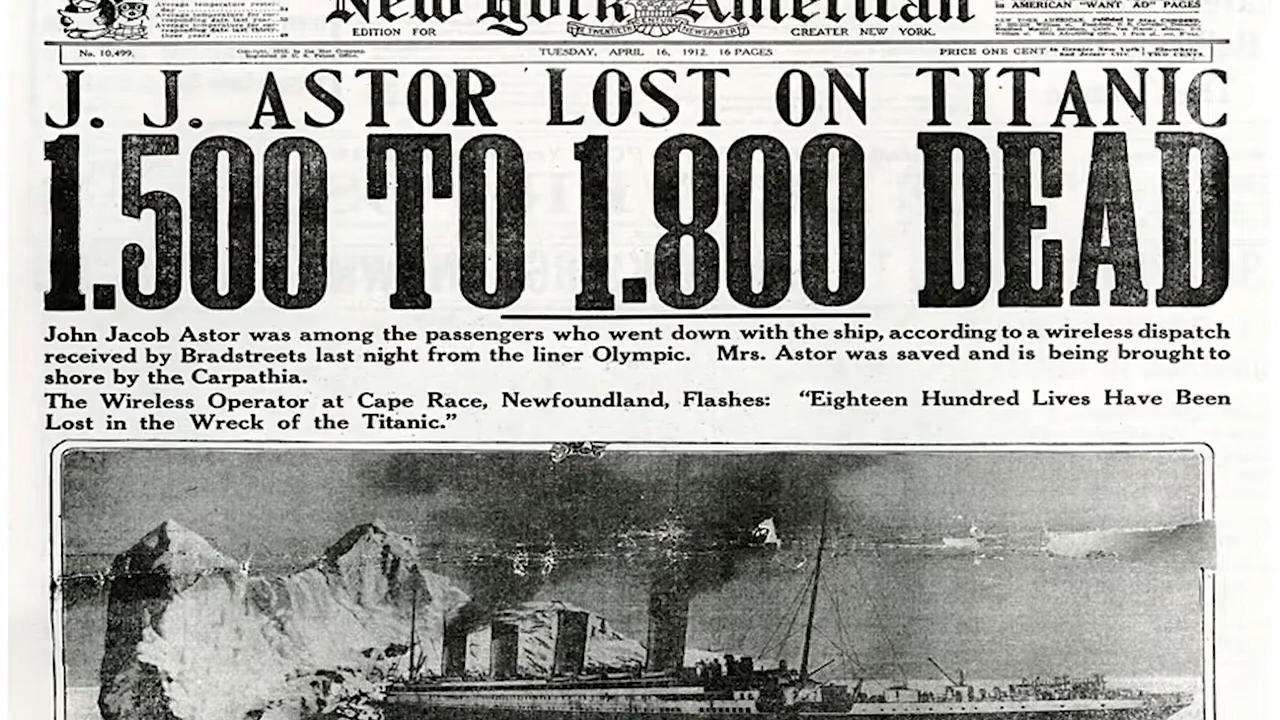 New York American
Average temperature yester-
in AMERICAN "WANT AD" PAGES
EDITION FOR
GREATER NEW YORK.
No. 10,499.
TUESDAY, APRIL 16, 1912. 16 PAGES
PRICE ONE CENT
J. J. ASTOR LOST ON TITANIC
1.500 TO 1.800 DEAD
John Jacob Astor was among the passengers who went down with the ship, according to a wireless dispatch
received by Bradstreets last night from the liner Olympic. Mrs. Astor was saved and is being brought to
shore by the Carpathia.
The Wireless Operator at Cape Race, Newfoundland, Flashes: "Eighteen Hundred Lives Have Been
Lost in the Wreck of the Titanic."